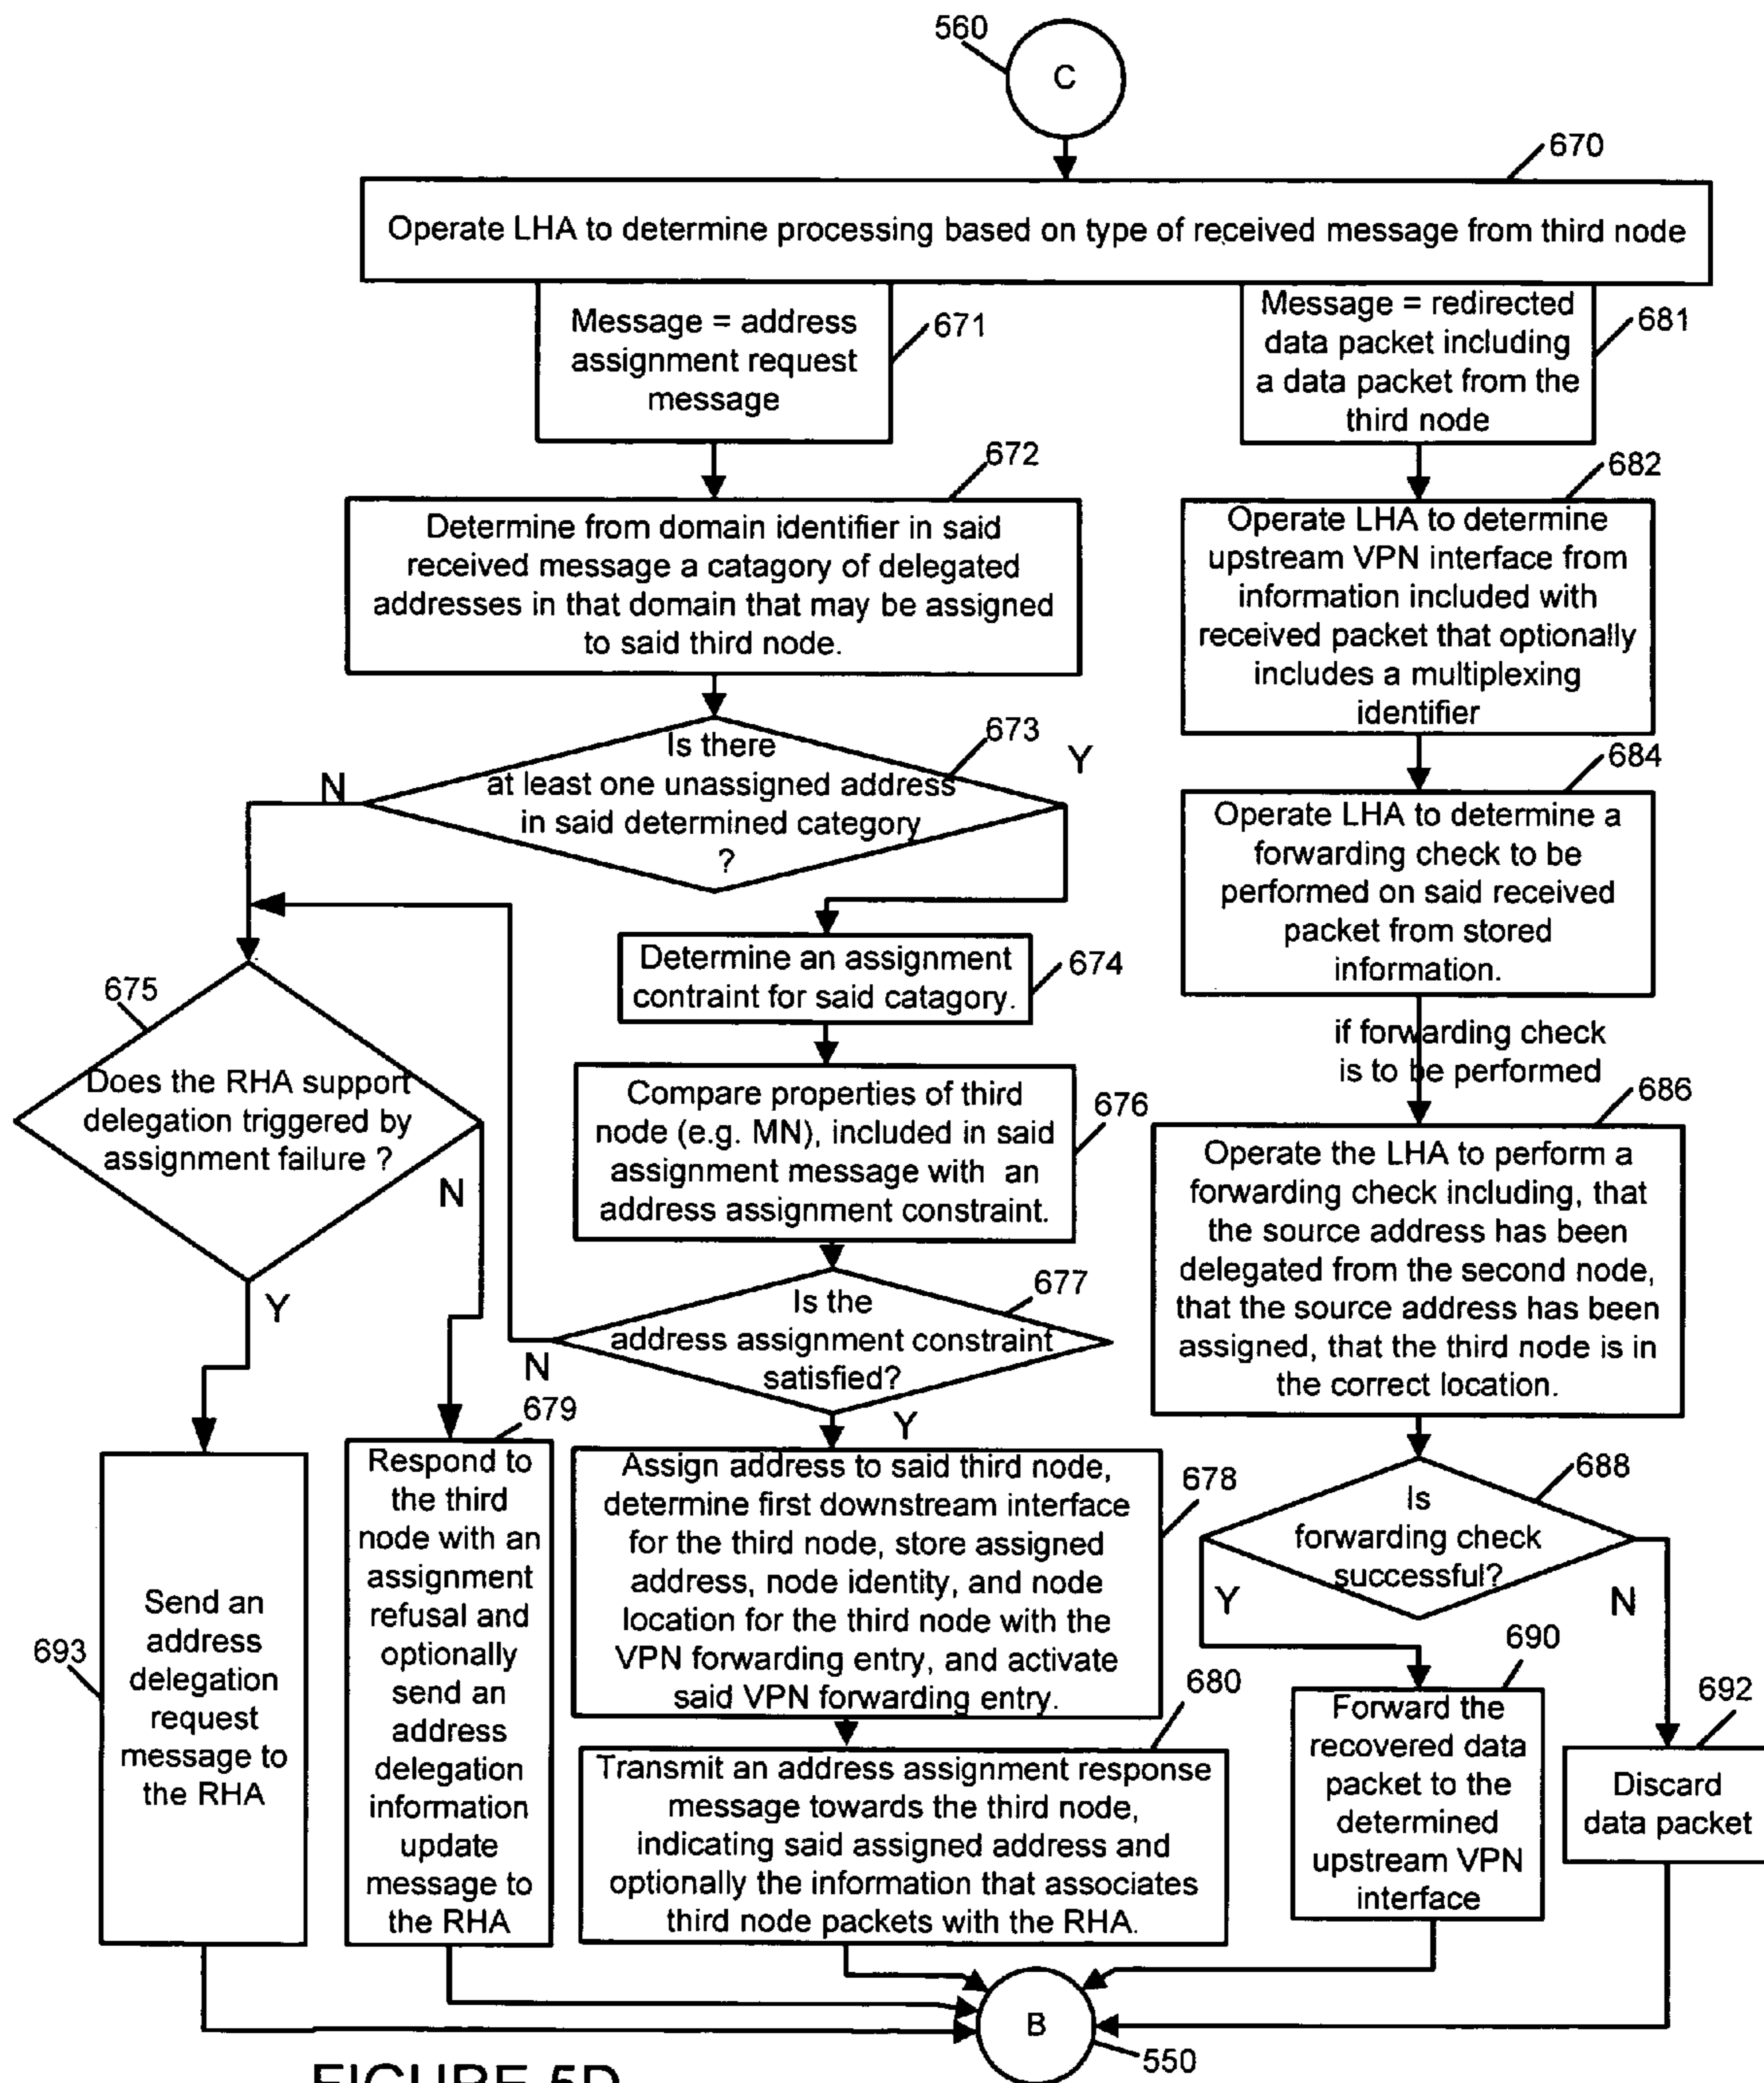 560
C
670
Operate LHA to determine processing based on type of received message from third node
Message = address
assignment request
message
671
Message = redirected
data packet including
a data packet from the
third node
681
672
Determine from domain identifier in said
received message a catagory of delegated
addresses in that domain that may be assigned
to said third node.
682
Operate LHA to determine
upstream VPN interface from
information included with
received packet that optionally
includes a multiplexing
identifier
673
Is there
at least one unassigned address
in said determined category
?
N
Y
684
Operate LHA to determine a
forwarding check to be
performed on said received
packet from stored
information.
674
Determine an assignment
contraint for said catagory.
675
Does the RHA support
delegation triggered by
assignment failure ?
N
Y
if forwarding check
is to be performed
676
Compare properties of third
node (e.g. MN), included in said
assignment message with an
address assignment constraint.
686
Operate the LHA to perform a
forwarding check including, that
the source address has been
delegated from the second node,
that the source address has been
assigned, that the third node is in
the correct location.
677
Is the
address assignment constraint
satisfied?
N
Y
679
Respond to
the third
node with an
assignment
refusal and
optionally
send an
address
delegation
information
update
message to
the RHA
678
Assign address to said third node,
determine first downstream interface
for the third node, store assigned
address, node identity, and node
location for the third node with the
VPN forwarding entry, and activate
said VPN forwarding entry.
688
Is
forwarding check
successful?
Y
N
693
Send an
address
delegation
request
message to
the RHA
680
Transmit an address assignment response
message towards the third node,
indicating said assigned address and
optionally the information that associates
third node packets with the RHA.
690
Forward the
recovered data
packet to the
determined
upstream VPN
interface
692
Discard
data packet
B
550
FIGURE 5D